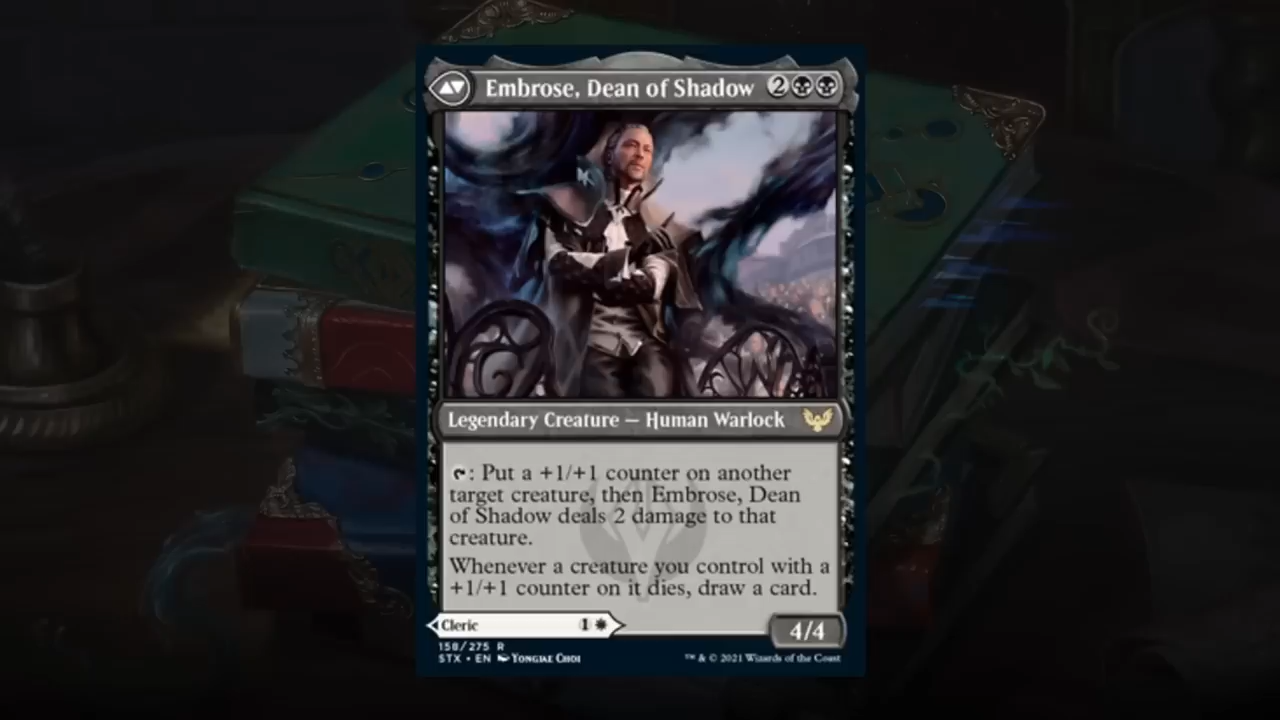 Embrose, Dean of Shadow 2
Legendary Creature — Human Warlock
: Put a +1/+1 counter on another
target creature, then Embrose, Dean
of Shadow deals 2 damage to that
creature.
Whenever a creature you control with a
+1/+1 counter on it dies, draw a card.
Cleric 1
4/4
158/275 R
STX • EN Yongjae Choi
™ & © 2021 Wizards of the Coast